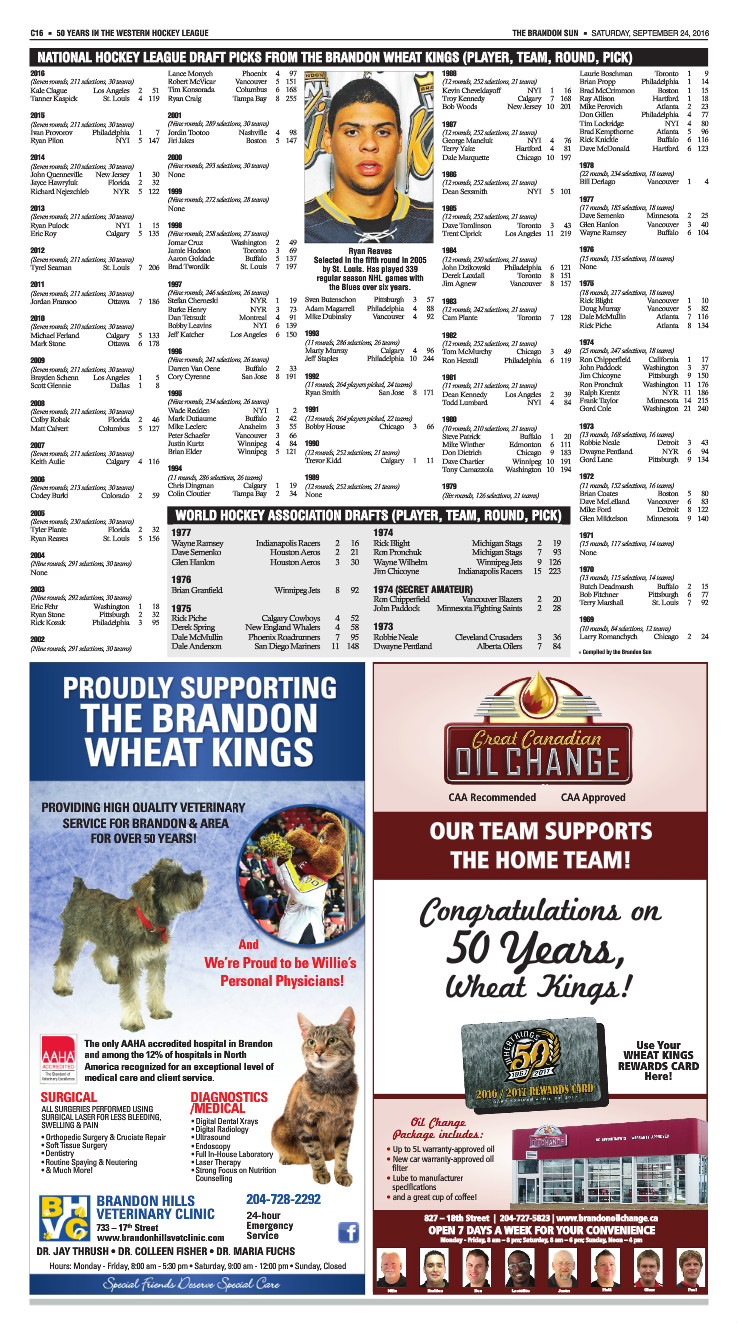 C16 ▪ 50 YEARS IN THE WESTERN HOCKEY LEAGUE
THE BRANDON SUN ▪ SATURDAY, SEPTEMBER 24, 2016
NATIONAL HOCKEY LEAGUE DRAFT PICKS FROM THE BRANDON WHEAT KINGS (PLAYER, TEAM, ROUND, PICK)
2016
(Seven rounds, 211 selections, 30 teams)
Kale Clague Los Angeles 2 51
Tanner Kaspick St. Louis 4 119
2015
(Seven rounds, 211 selections, 30 teams)
Ivan Provorov Philadelphia 1 7
Ryan Pilon NYI 5 147
2014
(Seven rounds, 210 selections, 30 teams)
John Quenneville New Jersey 1 30
Jayce Hawryluk Florida 2 32
Richard Nejezchleb NYR 5 122
2013
(Seven rounds, 211 selections, 30 teams)
Ryan Pulock NYI 1 15
Eric Roy Calgary 5 135
2012
(Seven rounds, 211 selections, 30 teams)
Tyrel Seaman St. Louis 7 206
2011
(Seven rounds, 211 selections, 30 teams)
Jordan Fransoo Ottawa 7 186
2010
(Seven rounds, 210 selections, 30 teams)
Michael Ferland Calgary 5 133
Mark Stone Ottawa 6 178
2009
(Seven rounds, 211 selections, 30 teams)
Brayden Schenn Los Angeles 1 5
Scott Glennie Dallas 1 8
2008
(Seven rounds, 211 selections, 30 teams)
Colby Robak Florida 2 46
Matt Calvert Columbus 5 127
2007
(Seven rounds, 211 selections, 30 teams)
Keith Aulie Calgary 4 116
2006
(Seven rounds, 213 selections, 30 teams)
Codey Burki Colorado 2 59
2005
(Seven rounds, 230 selections, 30 teams)
Tyler Plante Florida 2 32
Ryan Reaves St. Louis 5 156
2004
(Nine rounds, 291 selections, 30 teams)
None
2003
(Nine rounds, 292 selections, 30 teams)
Eric Fehr Washington 1 18
Ryan Stone Pittsburgh 2 32
Rick Kozak Philadelphia 3 95
2002
(Nine rounds, 291 selections, 30 teams)
Lance Monych Phoenix 4 97
Robert McVicar Vancouver 5 151
Tim Konsorada Columbus 6 168
Ryan Craig Tampa Bay 8 255
2001
(Nine rounds, 289 selections, 30 teams)
Jordin Tootoo Nashville 4 98
Jiri Jakes Boston 5 147
2000
(Nine rounds, 293 selections, 30 teams)
None
1999
(Nine rounds, 272 selections, 28 teams)
None
1998
(Nine rounds, 258 selections, 27 teams)
Jomar Cruz Washington 2 49
Jamie Hodson Toronto 3 69
Aaron Goldade Buffalo 5 137
Brad Twordik St. Louis 7 197
1997
(Nine rounds, 246 selections, 26 teams)
Stefan Cherneski NYR 1 19
Burke Henry NYR 3 73
Dan Tetrault Montreal 4 91
Bobby Leavins NYI 6 139
Jeff Katcher Los Angeles 6 150
1996
(Nine rounds, 241 selections, 26 teams)
Darren Van Oene Buffalo 2 33
Cory Cyrenne San Jose 8 191
1995
(Nine rounds, 234 selections, 26 teams)
Wade Redden NYI 1 2
Mark Dutiaume Buffalo 2 42
Mike Leclerc Anaheim 3 55
Peter Schaefer Vancouver 3 66
Justin Kurtz Winnipeg 4 84
Brian Elder Winnipeg 5 121
1994
(11 rounds, 286 selections, 26 teams)
Chris Dingman Calgary 1 19
Colin Cloutier Tampa Bay 2 34
Ryan Reaves
Selected in the fifth round in 2005
by St. Louis. Has played 339
regular season NHL games with
the Blues over six years.
Sven Butenschon Pittsburgh 3 57
Adam Magarrell Philadelphia 4 88
Mike Dubinsky Vancouver 4 92
1993
(11 rounds, 286 selections, 26 teams)
Marty Murray Calgary 4 96
Jeff Staples Philadelphia 10 244
1992
(11 rounds, 264 players picked, 24 teams)
Ryan Smith San Jose 8 171
1991
(12 rounds, 264 players picked, 22 teams)
Bobby House Chicago 3 66
1990
(12 rounds, 252 selections, 21 teams)
Trevor Kidd Calgary 1 11
1989
(12 rounds, 252 selections, 21 teams)
None
1988
(12 rounds, 252 selections, 21 teams)
Kevin Cheveldayoff NYI 1 16
Troy Kennedy Calgary 7 168
Bob Woods New Jersey 10 201
1987
(12 rounds, 252 selections, 21 teams)
George Maniluk NYI 4 76
Terry Yake Hartford 4 81
Dale Marquette Chicago 10 197
1986
(12 rounds, 252 selections, 21 teams)
Dean Sexsmith NYI 5 101
1985
(12 rounds, 252 selections, 21 teams)
Dave Tomlinson Toronto 3 43
Trent Ciprick Los Angeles 11 219
1984
(12 rounds, 250 selections, 21 teams)
John Dzikowski Philadelphia 6 121
Derek Laxdal Toronto 8 151
Jim Agnew Vancouver 8 157
1983
(12 rounds, 242 selections, 21 teams)
Cam Plante Toronto 7 128
1982
(12 rounds, 252 selections, 21 teams)
Tom McMurchy Chicago 3 49
Ron Hextall Philadelphia 6 119
1981
(11 rounds, 211 selections, 21 teams)
Dean Kennedy Los Angeles 2 39
Todd Lumbard NYI 4 84
1980
(10 rounds, 210 selections, 21 teams)
Steve Patrick Buffalo 1 20
Mike Winther Edmonton 6 111
Don Dietrich Chicago 9 183
Dave Chartier Winnipeg 10 191
Tony Camazzola Washington 10 194
1979
(Six rounds, 126 selections, 21 teams)
Laurie Boschman Toronto 1 9
Brian Propp Philadelphia 1 14
Brad McCrimmon Boston 1 15
Ray Allison Hartford 1 18
Mike Perovich Atlanta 2 23
Don Gillen Philadelphia 4 77
Tim Lockridge NYI 4 80
Brad Kempthorne Atlanta 5 96
Rick Knickle Buffalo 6 116
Dave McDonald Hartford 6 123
1978
(22 rounds, 234 selections, 18 teams)
Bill Derlago Vancouver 1 4
1977
(17 rounds, 185 selections, 18 teams)
Dave Semenko Minnesota 2 25
Glen Hanlon Vancouver 3 40
Wayne Ramsey Buffalo 6 104
1976
(15 rounds, 135 selections, 18 teams)
None
1975
(18 rounds, 217 selections, 18 teams)
Rick Blight Vancouver 1 10
Doug Murray Vancouver 5 82
Dale McMullin Atlanta 7 116
Rick Piche Atlanta 8 134
1974
(25 rounds, 247 selections, 18 teams)
Ron Chipperfield California 1 17
John Paddock Washington 3 37
Jim Chicoyne Pittsburgh 9 150
Ron Pronchuk Washington 11 176
Ralph Krentz NYR 11 186
Frank Taylor Minnesota 14 215
Gord Cole Washington 21 240
1973
(13 rounds, 168 selections, 16 teams)
Robbie Neale Detroit 3 43
Dwayne Pentland NYR 6 94
Gord Lane Pittsburgh 9 134
1972
(11 rounds, 152 selections, 16 teams)
Brian Coates Boston 5 80
Dave McLelland Vancouver 6 83
Mike Ford Detroit 8 122
Glen Mikkelson Minnesota 9 140
1971
(15 rounds, 117 selections, 14 teams)
None
1970
(13 rounds, 115 selections, 14 teams)
Butch Deadmarsh Buffalo 2 15
Bob Fitchner Pittsburgh 6 77
Terry Marshall St. Louis 7 92
1969
(10 rounds, 84 selections, 12 teams)
Larry Romanchych Chicago 2 24
» Compiled by the Brandon Sun
WORLD HOCKEY ASSOCIATION DRAFTS (PLAYER, TEAM, ROUND, PICK)
1977
Wayne Ramsey Indianapolis Racers 2 16
Dave Semenko Houston Aeros 2 21
Glen Hanlon Houston Aeros 3 30
1976
Brian Granfield Winnipeg Jets 8 92
1975
Rick Piche Calgary Cowboys 4 52
Derek Spring New England Whalers 4 58
Dale McMullin Phoenix Roadrunners 7 95
Dale Anderson San Diego Mariners 11 148
1974
Rick Blight Michigan Stags 2 19
Ron Pronchuk Michigan Stags 7 93
Wayne Wilhelm Winnipeg Jets 9 126
Jim Chicoyne Indianapolis Racers 15 223
1974 (SECRET AMATEUR)
Ron Chipperfield Vancouver Blazers 2 20
John Paddock Minnesota Fighting Saints 2 28
1973
Robbie Neale Cleveland Crusaders 3 36
Dwayne Pentland Alberta Oilers 7 84
PROUDLY SUPPORTING
THE BRANDON
WHEAT KINGS
PROVIDING HIGH QUALITY VETERINARY
SERVICE FOR BRANDON & AREA
FOR OVER 50 YEARS!
And
We're Proud to be Willie's
Personal Physicians!
AAHA
ACCREDITED
The Standard of
Veterinary Excellence
The only AAHA accredited hospital in Brandon
and among the 12% of hospitals in North
America recognized for an exceptional level of
medical care and client service.
SURGICAL
ALL SURGERIES PERFORMED USING
SURGICAL LASER FOR LESS BLEEDING,
SWELLING & PAIN
• Orthopedic Surgery & Cruciate Repair
• Soft Tissue Surgery
• Dentistry
• Routine Spaying & Neutering
• & Much More!
DIAGNOSTICS
/MEDICAL
• Digital Dental Xrays
• Digital Radiology
• Ultrasound
• Endoscopy
• Full In-House Laboratory
• Laser Therapy
• Strong Focus on Nutrition
Counselling
BHVC
BRANDON HILLS
VETERINARY CLINIC
733 – 17th Street
www.brandonhillsvetclinic.com
204-728-2292
24-hour
Emergency
Service
f
DR. JAY THRUSH • DR. COLLEEN FISHER • DR. MARIA FUCHS
Hours: Monday - Friday, 8:00 am - 5:30 pm • Saturday, 9:00 am - 12:00 pm • Sunday, Closed
Special Friends Deserve Special Care
Great Canadian
OIL CHANGE
CAA Recommended CAA Approved
OUR TEAM SUPPORTS
THE HOME TEAM!
Congratulations on
50 Years,
Wheat Kings!
WHEAT KINGS
50
1967 2017
2016 / 2017 REWARDS CARD
Use Your
WHEAT KINGS
REWARDS CARD
Here!
Oil Change
Package includes:
• Up to 5L warranty-approved oil
• New car warranty-approved oil
filter
• Lube to manufacturer
specifications
• and a great cup of coffee!
OIL CHANGE
NO APPOINTMENTS WARRANTY APPROVED
827 – 18th Street | 204-727-5823 | www.brandonoilchange.ca
OPEN 7 DAYS A WEEK FOR YOUR CONVENIENCE
Monday - Friday, 8 am – 8 pm; Saturday, 8 am – 6 pm; Sunday, Noon – 4 pm